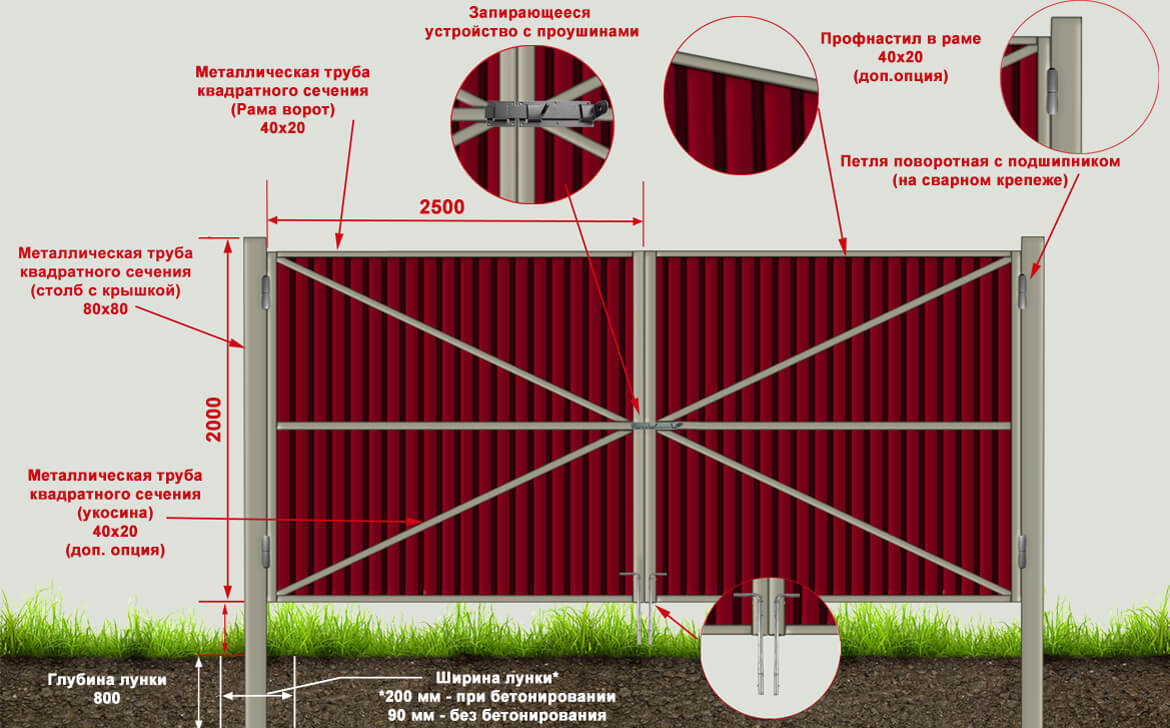 Запирающееся
устройство с проушинами
Металлическая труба
квадратного сечения
(Рама ворот)
40х20
Профнастил в раме
40х20
(доп.опция)
Петля поворотная с подшипником
(на сварном крепеже)
2500
Металлическая труба
квадратного сечения
(столб с крышкой)
80х80
2000
Металлическая труба
квадратного сечения
(укосина)
40х20
(доп. опция)
Глубина лунки
800
Ширина лунки*
*200 мм - при бетонировании
90 мм - без бетонирования